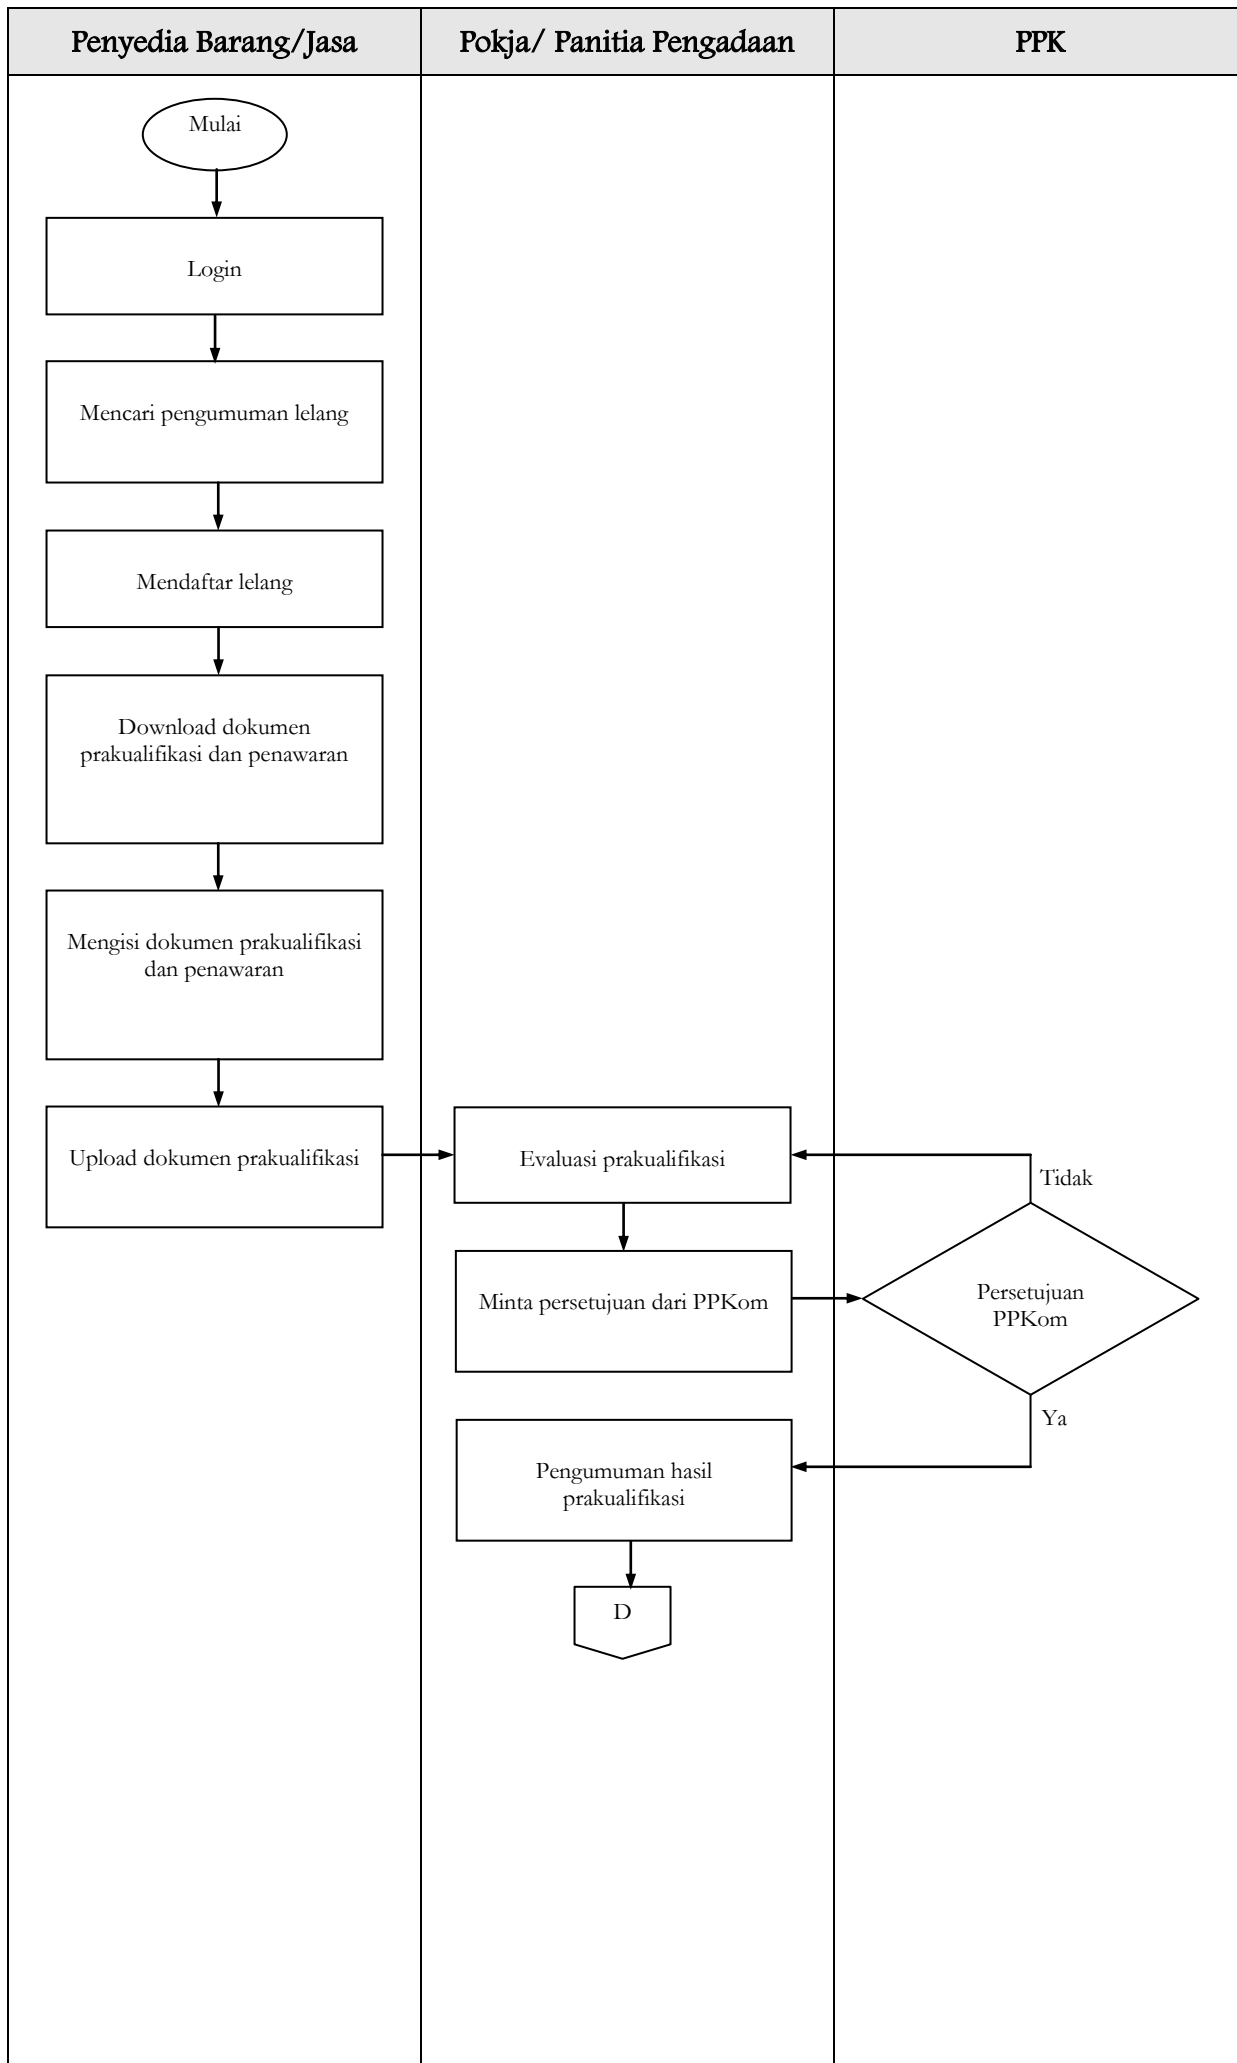 Penyedia Barang/Jasa
Pokja/ Panitia Pengadaan
PPK
Mulai
Login
Mencari pengumuman lelang
Mendaftar lelang
Download dokumen
prakualifikasi dan penawaran
Mengisi dokumen prakualifikasi
dan penawaran
Upload dokumen prakualifikasi
Evaluasi prakualifikasi
Tidak
Minta persetujuan dari PPKom
Persetujuan
PPKom
Ya
Pengumuman hasil
prakualifikasi
D